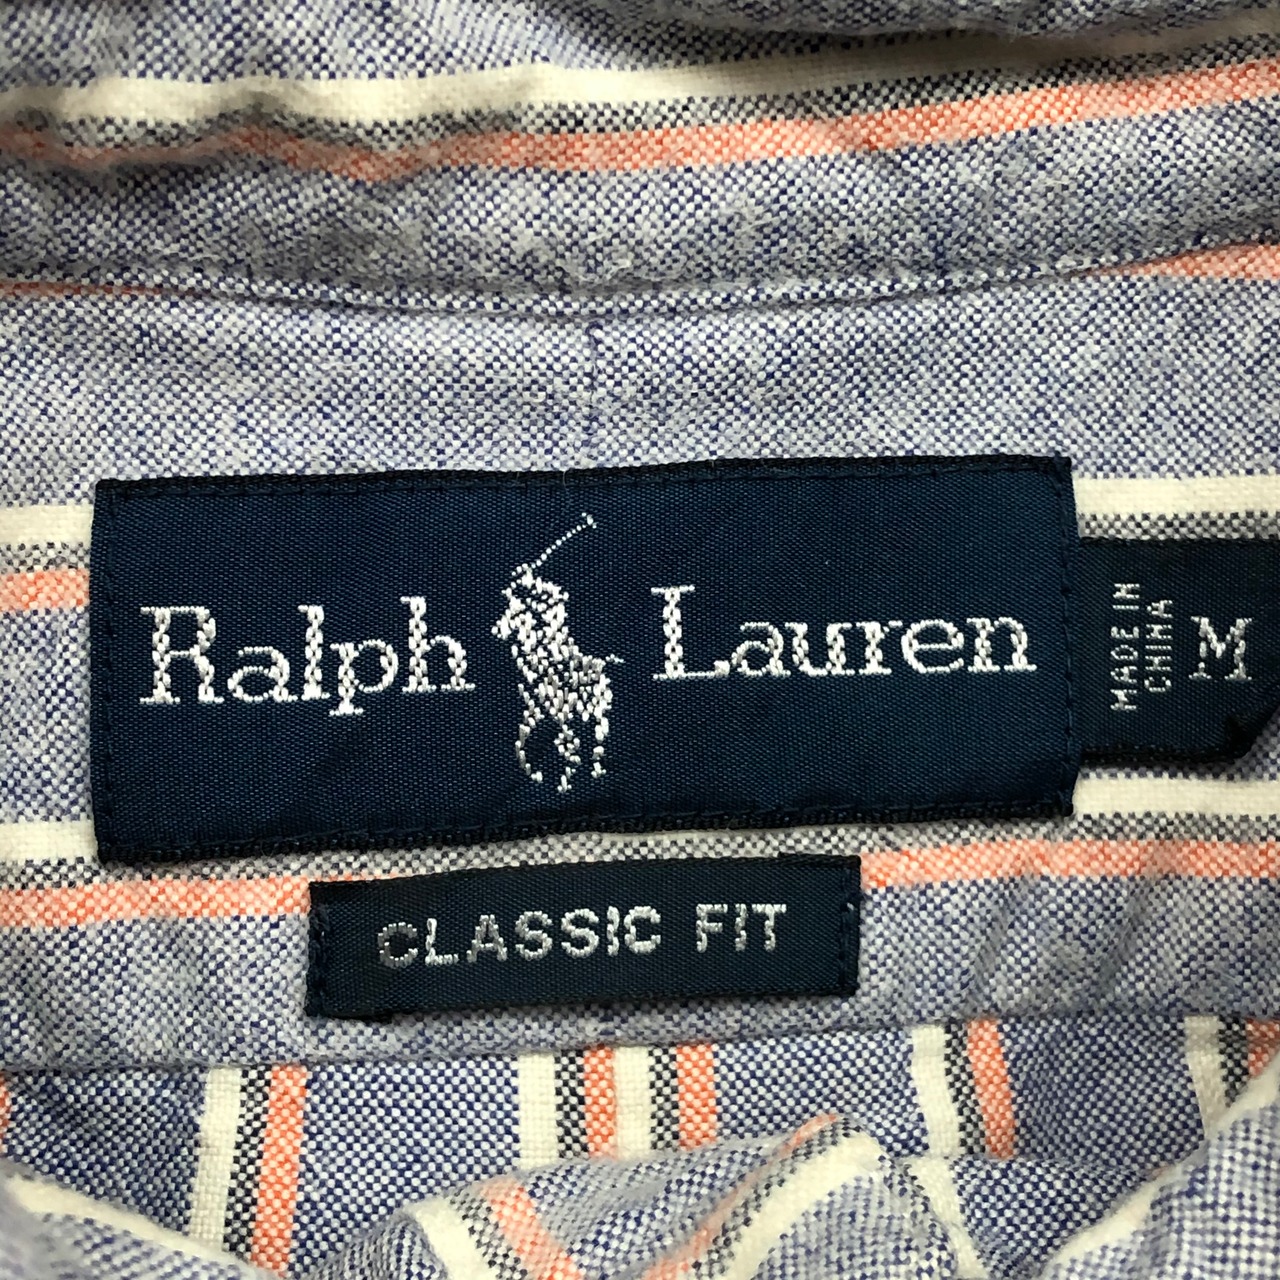 Ralph Lauren
MADE IN
CHINA
M
CLASSIC FIT